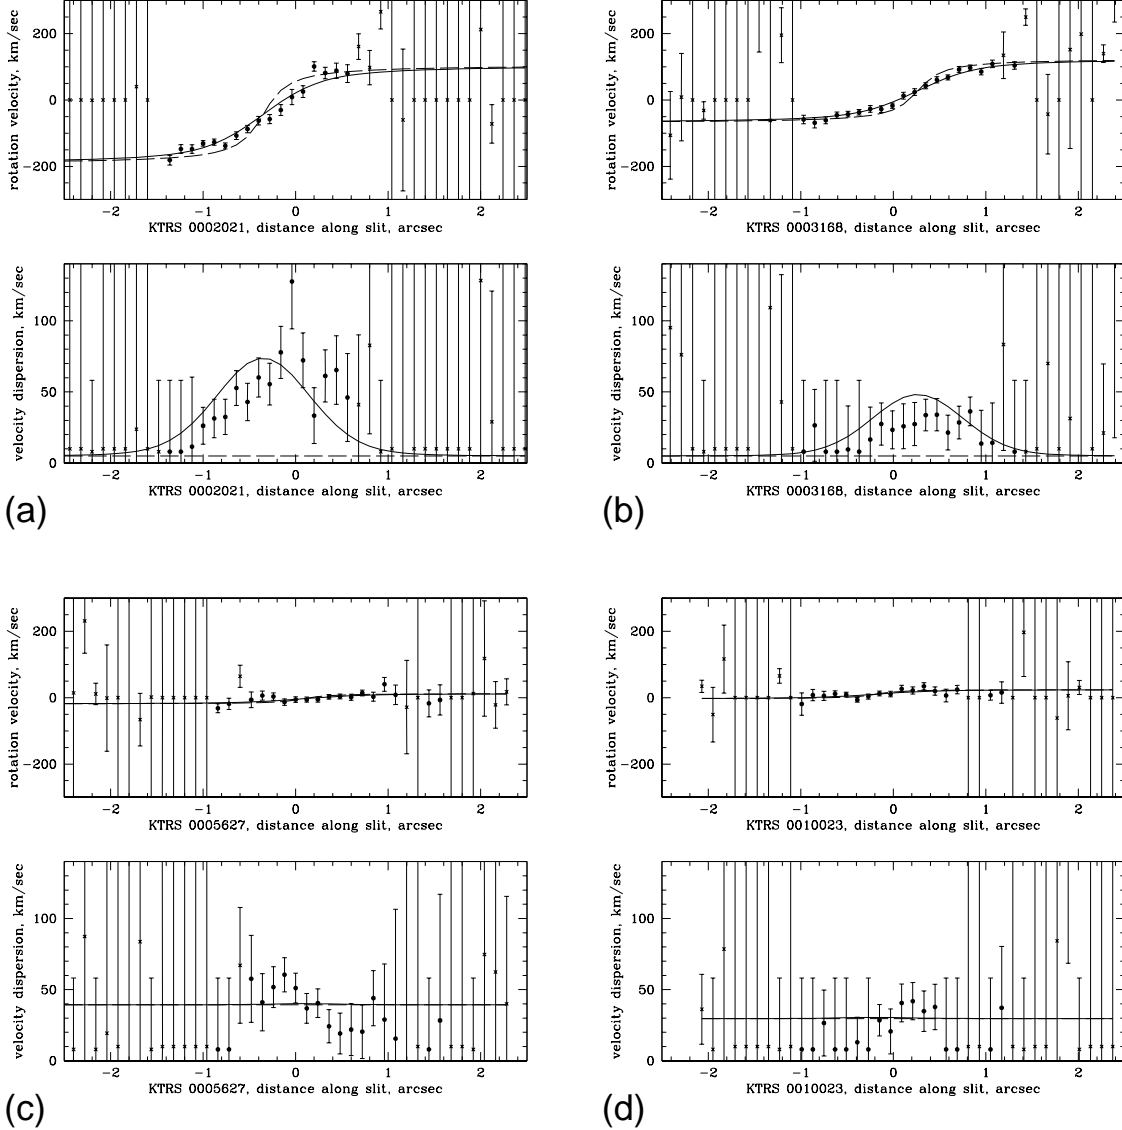 200
0
−200
rotation velocity, km/sec
−2 −1 0 1 2
KTRS 0002021, distance along slit, arcsec
100
50
0
velocity dispersion, km/sec
−2 −1 0 1 2
KTRS 0002021, distance along slit, arcsec
(a)
200
0
−200
rotation velocity, km/sec
−2 −1 0 1 2
KTRS 0003168, distance along slit, arcsec
100
50
0
velocity dispersion, km/sec
−2 −1 0 1 2
KTRS 0003168, distance along slit, arcsec
(b)
200
0
−200
rotation velocity, km/sec
−2 −1 0 1 2
KTRS 0005627, distance along slit, arcsec
100
50
0
velocity dispersion, km/sec
−2 −1 0 1 2
KTRS 0005627, distance along slit, arcsec
(c)
200
0
−200
rotation velocity, km/sec
−2 −1 0 1 2
KTRS 0010023, distance along slit, arcsec
100
50
0
velocity dispersion, km/sec
−2 −1 0 1 2
KTRS 0010023, distance along slit, arcsec
(d)